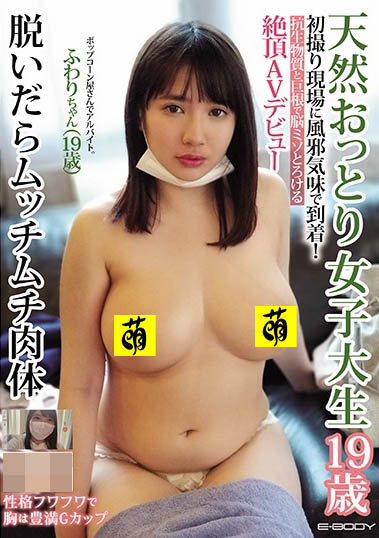 天然おっとり女子大生19歳
初撮り現場に風邪気味で到着!
抗生物質と巨根で脳ミソとろける
絶頂AVデビュー
ポップコーン屋さんでアルバイト。
ふわりちゃん(19歳)
脱いだらムッチムチ肉体
萌
萌
性格フワフワで
胸は豊満Gカップ
E-BODY